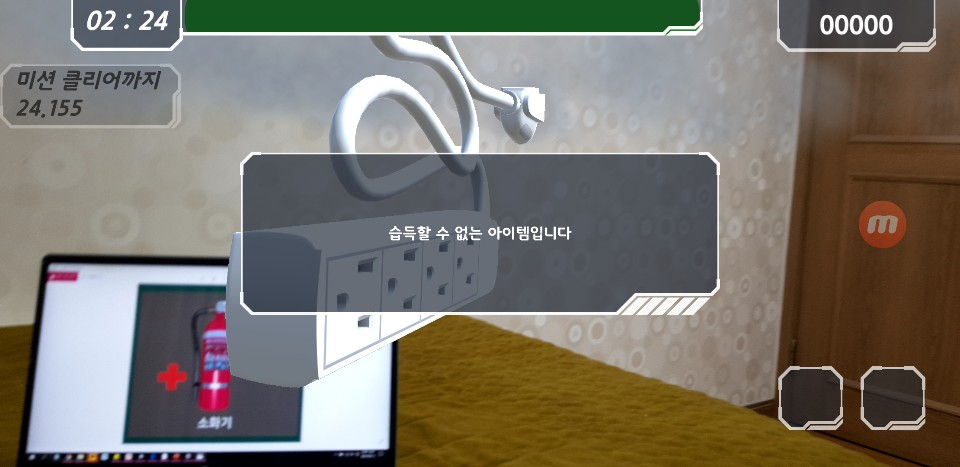 02 : 24
00000
미션 클리어까지
24.155
습득할 수 없는 아이템입니다
m
소화기